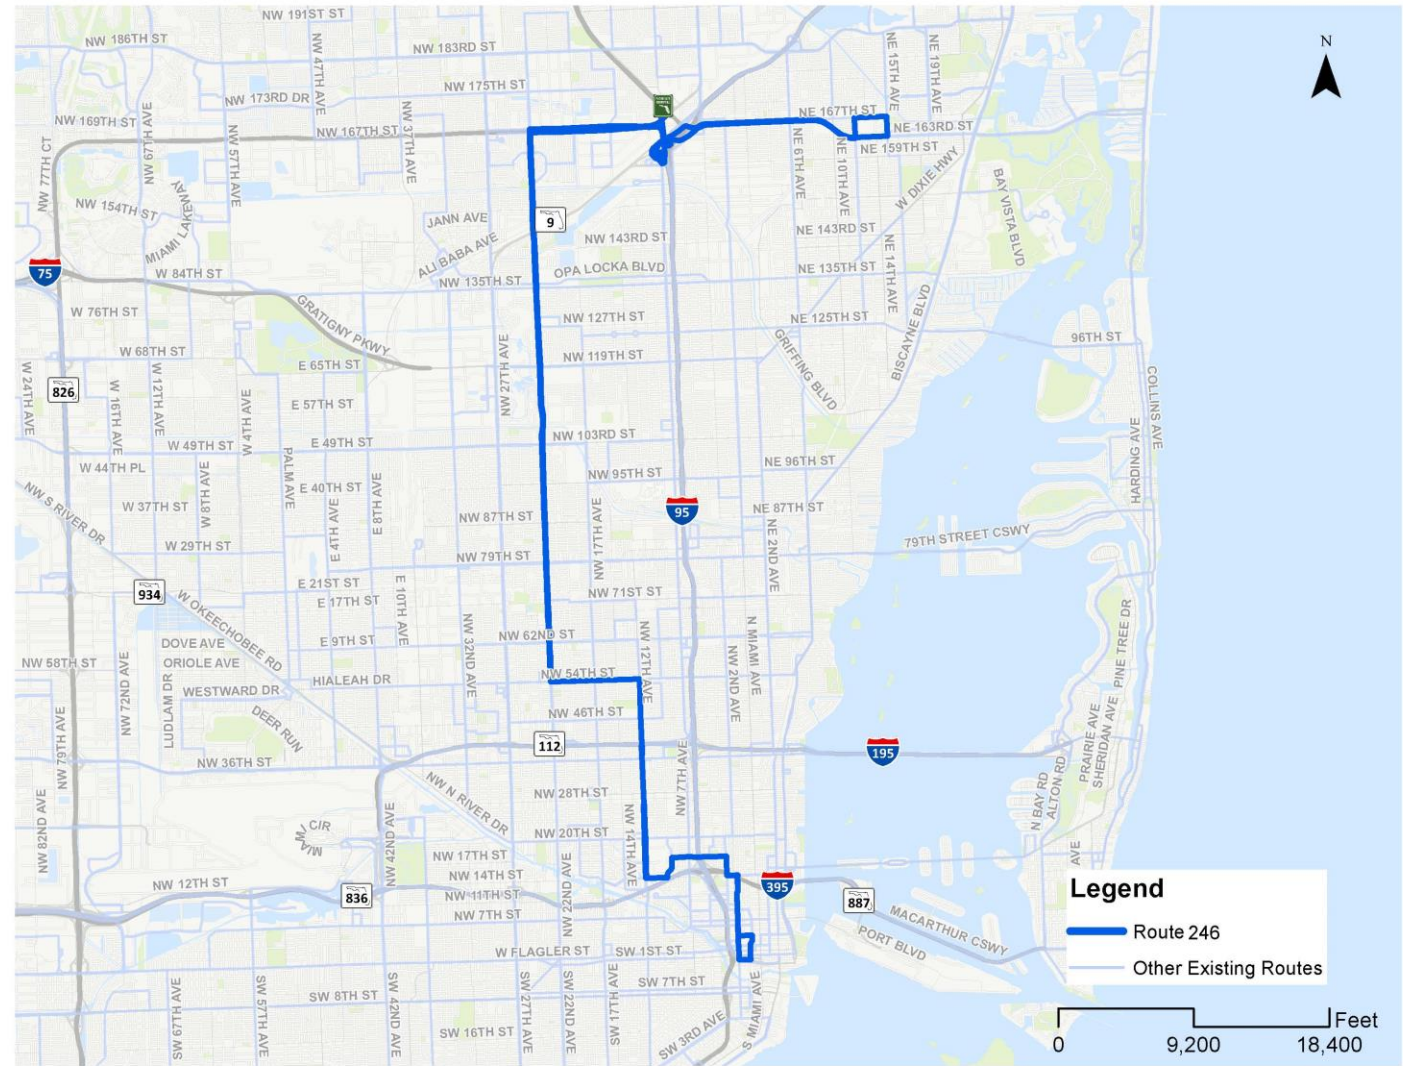 NW 191ST ST
NW 186TH ST
NW 183RD ST
NW 47TH AVE
NE 15TH AVE
NE 19TH AVE
N
NW 175TH ST
NW 173RD DR
NW 169TH ST
NW 67TH AVE
NW 57TH AVE
NW 37TH AVE
NW 167TH ST
NE 167TH ST
NE 163RD ST
NE 159TH ST
NW 77TH CT
NE 6TH AVE
NE 10TH AVE
W DIXIE HWY
BAY VISTA BLVD
NW 154TH ST
MIAMI LAKEWAY
JANN AVE
9
ALI BABA AVE
NW 143RD ST
NE 143RD ST
NE 14TH AVE
75
W 84TH ST
NW 135TH ST
OPA LOCKA BLVD
NE 135TH ST
W 76TH ST
GRATIGNY PKWY
NW 127TH ST
NE 125TH ST
BISCAYNE BLVD
W 68TH ST
E 65TH ST
NW 27TH AVE
NW 119TH ST
GRIFFING BLVD
96TH ST
826
W 24TH AVE
W 16TH AVE
W 12TH AVE
W 4TH AVE
E 57TH ST
COLLINS AVE
HARDING AVE
W 49TH ST
E 49TH ST
NW 103RD ST
W 44TH PL
W 8TH AVE
PALM AVE
NW 95TH ST
NE 96TH ST
NW S RIVER DR
W 37TH ST
E 40TH ST
E 4TH AVE
E 8TH AVE
NW 87TH ST
NW 17TH AVE
95
NE 87TH ST
NE 2ND AVE
W 29TH ST
NW 79TH ST
79TH STREET CSWY
934
W OKEECHOBEE RD
E 21ST ST
E 17TH ST
E 10TH AVE
NW 71ST ST
E 9TH ST
NW 32ND AVE
NW 62ND ST
NW 12TH AVE
NW 2ND AVE
N MIAMI AVE
PINE TREE DR
DOVE AVE
NW 58TH ST
ORIOLE AVE
NW 72ND AVE
LUDLAM DR
WESTWARD DR
HIALEAH DR
NW 54TH ST
DEER RUN
NW 46TH ST
PRAIRIE AVE
SHERIDAN AVE
112
195
NW 79TH AVE
NW 36TH ST
NW 7TH AVE
N BAY RD
ALTON RD
NW N RIVER DR
NW 28TH ST
NW 82ND AVE
MIAMI CIR
NW 42ND AVE
NW 20TH ST
NW 14TH AVE
AVE
NW 17TH ST
NW 14TH ST
NW 12TH ST
836
NW 11TH ST
NW 22ND AVE
395
887
NW 7TH ST
MACARTHUR CSWY
PORT BLVD
W FLAGLER ST
SW 1ST ST
SW 67TH AVE
SW 57TH AVE
SW 8TH ST
SW 42ND AVE
SW 27TH AVE
SW 22ND AVE
SW 17TH AVE
SW 7TH ST
SW 16TH ST
SW 3RD AVE
S MIAMI AVE
Legend
Route 246
Other Existing Routes
Feet
0 9,200 18,400